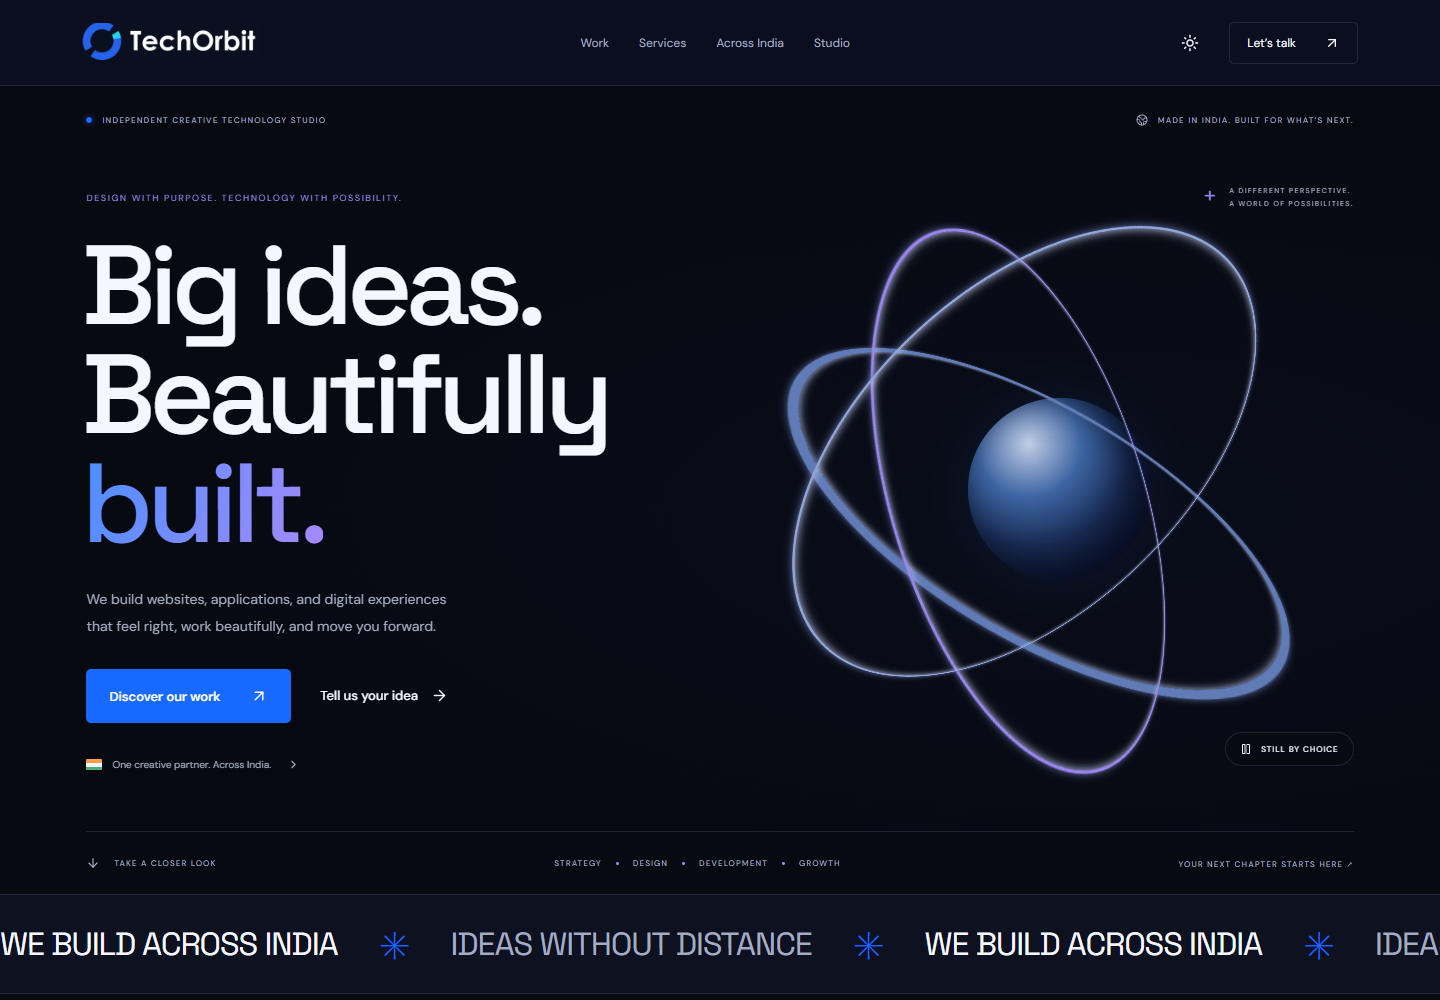 TechOrbit
Work
Services
Across India
Studio
Let's talk
INDEPENDENT CREATIVE TECHNOLOGY STUDIO
MADE IN INDIA. BUILT FOR WHAT'S NEXT.
DESIGN WITH PURPOSE. TECHNOLOGY WITH POSSIBILITY.
A DIFFERENT PERSPECTIVE.
A WORLD OF POSSIBILITIES.
Big ideas.
Beautifully
built.
We build websites, applications, and digital experiences
that feel right, work beautifully, and move you forward.
Discover our work
Tell us your idea
One creative partner. Across India.
STILL BY CHOICE
TAKE A CLOSER LOOK
STRATEGY • DESIGN • DEVELOPMENT • GROWTH
YOUR NEXT CHAPTER STARTS HERE ↗
WE BUILD ACROSS INDIA ✳ IDEAS WITHOUT DISTANCE ✳ WE BUILD ACROSS INDIA ✳ IDEA